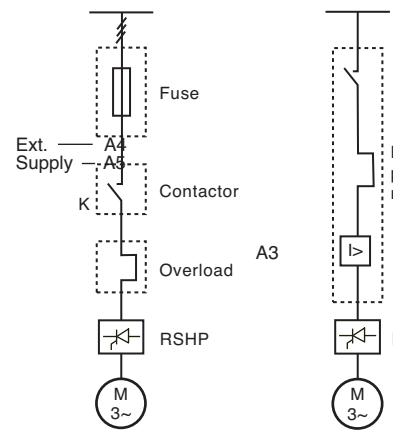 Fuse
Ext. A4
Supply A5
Contactor
K
A3
Overload
I>
RSHP
M
3~
M
3~